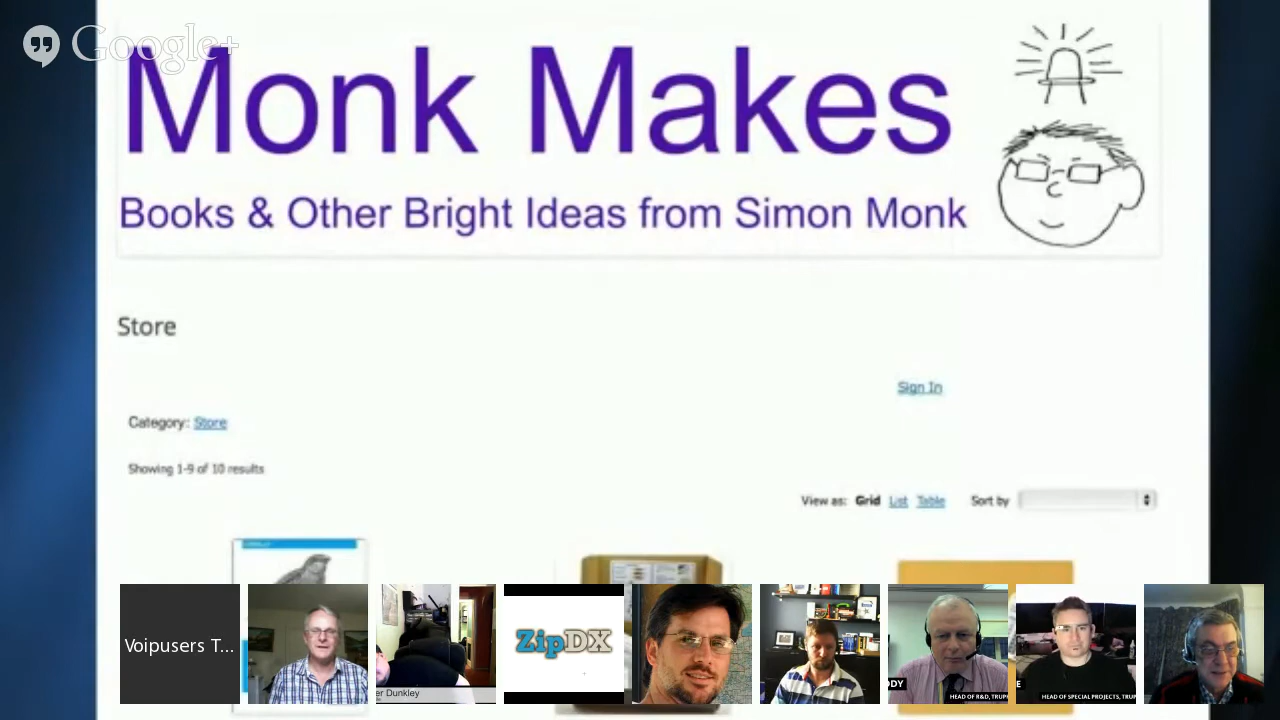 Google+
Monk Makes
Books & Other Bright Ideas from Simon Monk
Store
Sign In
Category: Store
Showing 1-9 of 10 results
View as: Grid List Table Sort by
Voipusers T...
er Dunkley
ZipDX
DDY
HEAD OF R&D, TRUP
E
HEAD OF SPECIAL PROJECTS, TRUP